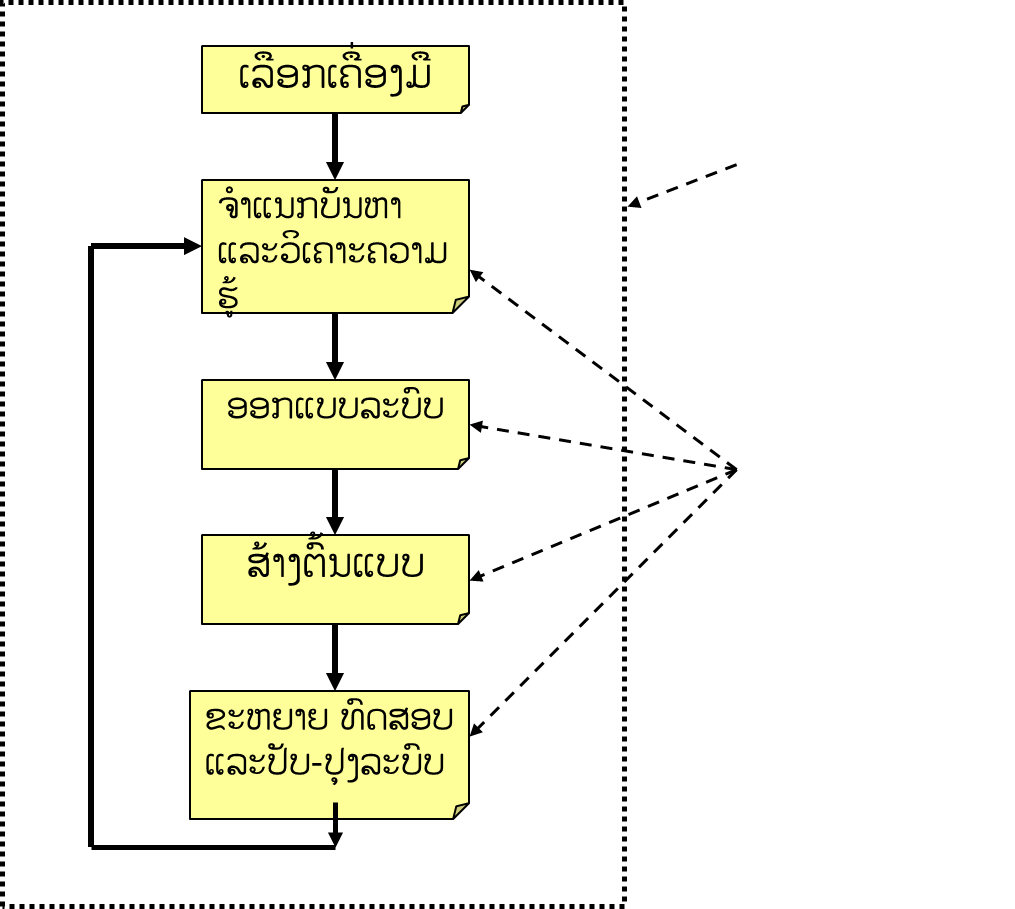 ເລືອກເຄື່ອງມື
ຈຳແນກບັນຫາ
ແລະວິເຄາະຄວາມ
ຮູ້
ອອກແບບລະບົບ
ສ້າງຕົ້ນແບບ
ຂະຫຍາຍ ທົດສອບ
ແລະປັບ-ປຸງລະບົບ